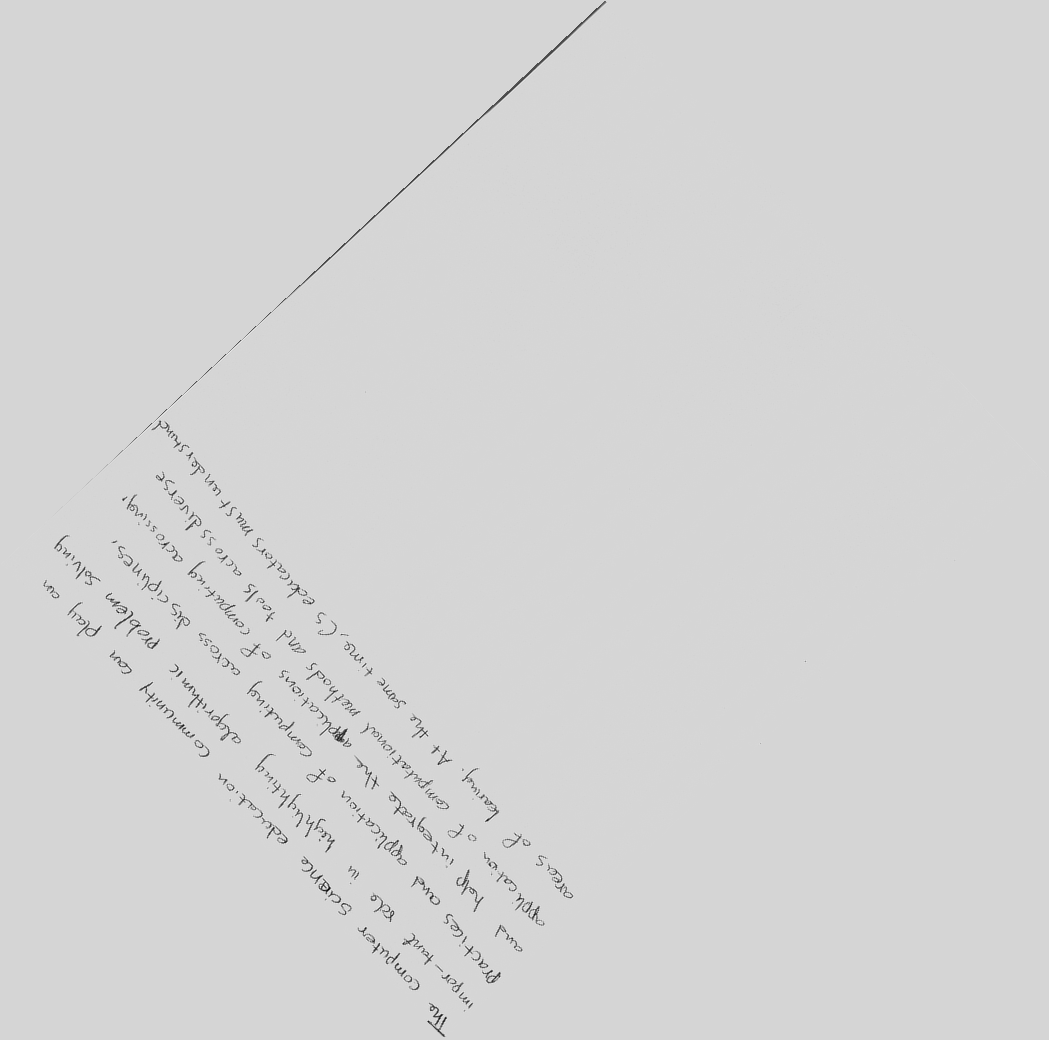 The computer science education community can play an
impor-tant role in highlighting algorithmic problem solving
practices and application of computing across disciplines,
and help integrate the applications of computing acrossing,
application of computational methods and tools across diverse
areas of learing. At the same time, CS educators must understand